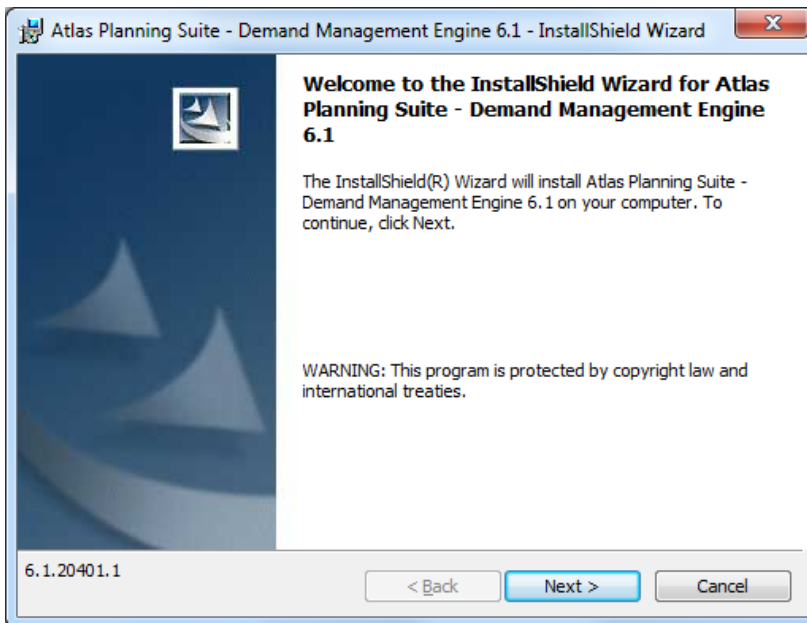 Atlas Planning Suite - Demand Management Engine 6.1 - InstallShield Wizard
Welcome to the InstallShield Wizard for Atlas
Planning Suite - Demand Management Engine
6.1
The InstallShield(R) Wizard will install Atlas Planning Suite -
Demand Management Engine 6.1 on your computer. To
continue, click Next.
WARNING: This program is protected by copyright law and
international treaties.
6.1.20401.1
< Back
Next >
Cancel